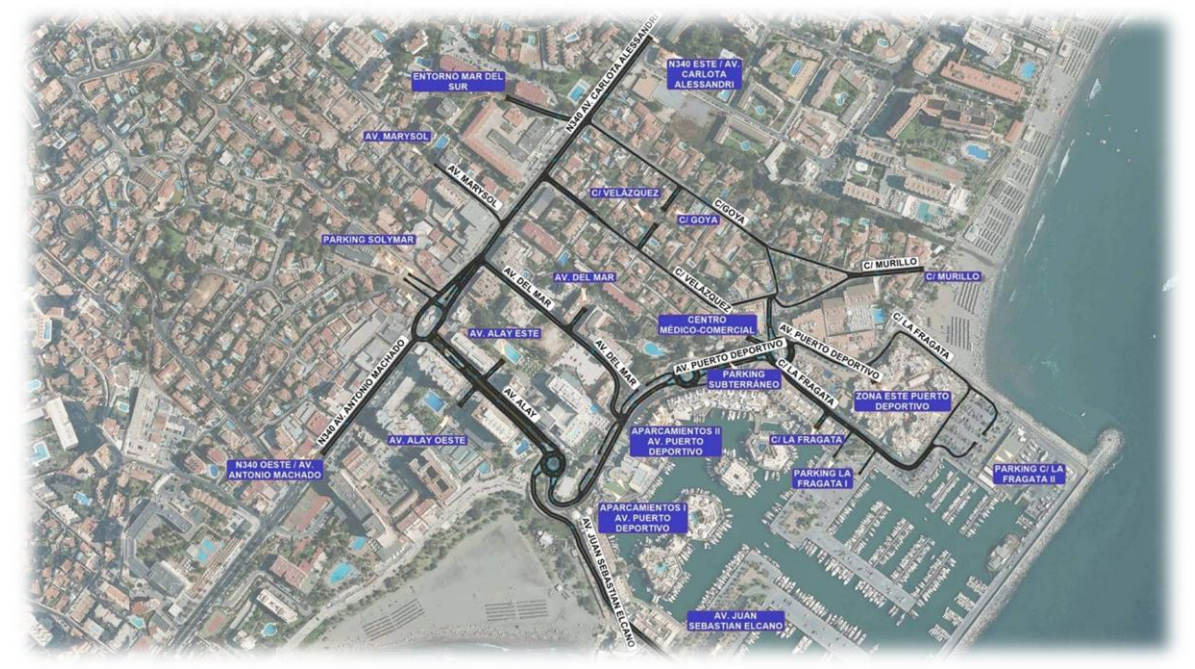 N340 AV. CARLOTA ALESSANDRI
N340 ESTE / AV.
CARLOTA
ALESSANDRI
ENTORNO MAR DEL
SUR
AV. MARYSOL
AV. MARYSOL
C/ VELÁZQUEZ
C/ GOYA
C/GOYA
PARKING SOLYMAR
AV. DEL MAR
AV. DEL MAR
C/ VELAZQUEZ
C/ MURILLO
C/ MURILLO
AV. ALAY ESTE
CENTRO
MÉDICO-COMERCIAL
C/ LA FRAGATA
AV. PUERTO DEPORTIVO
AV. PUERTO DEPORTIVO
AV. DEL MAR
N340 AV. ANTONIO MACHADO
PARKING
SUBTERRÁNEO
C/ LA FRAGATA
AV. ALAY
ZONA ESTE PUERTO
DEPORTIVO
AV. ALAY OESTE
APARCAMIENTOS II
AV. PUERTO
DEPORTIVO
C/ LA FRAGATA
N340 OESTE / AV.
ANTONIO MACHADO
PARKING LA
FRAGATA I
PARKING C/ LA
FRAGATA II
APARCAMIENTOS I
AV. PUERTO
DEPORTIVO
AV. JUAN SEBASTIAN ELCANO
AV. JUAN
SEBASTIAN ELCANO